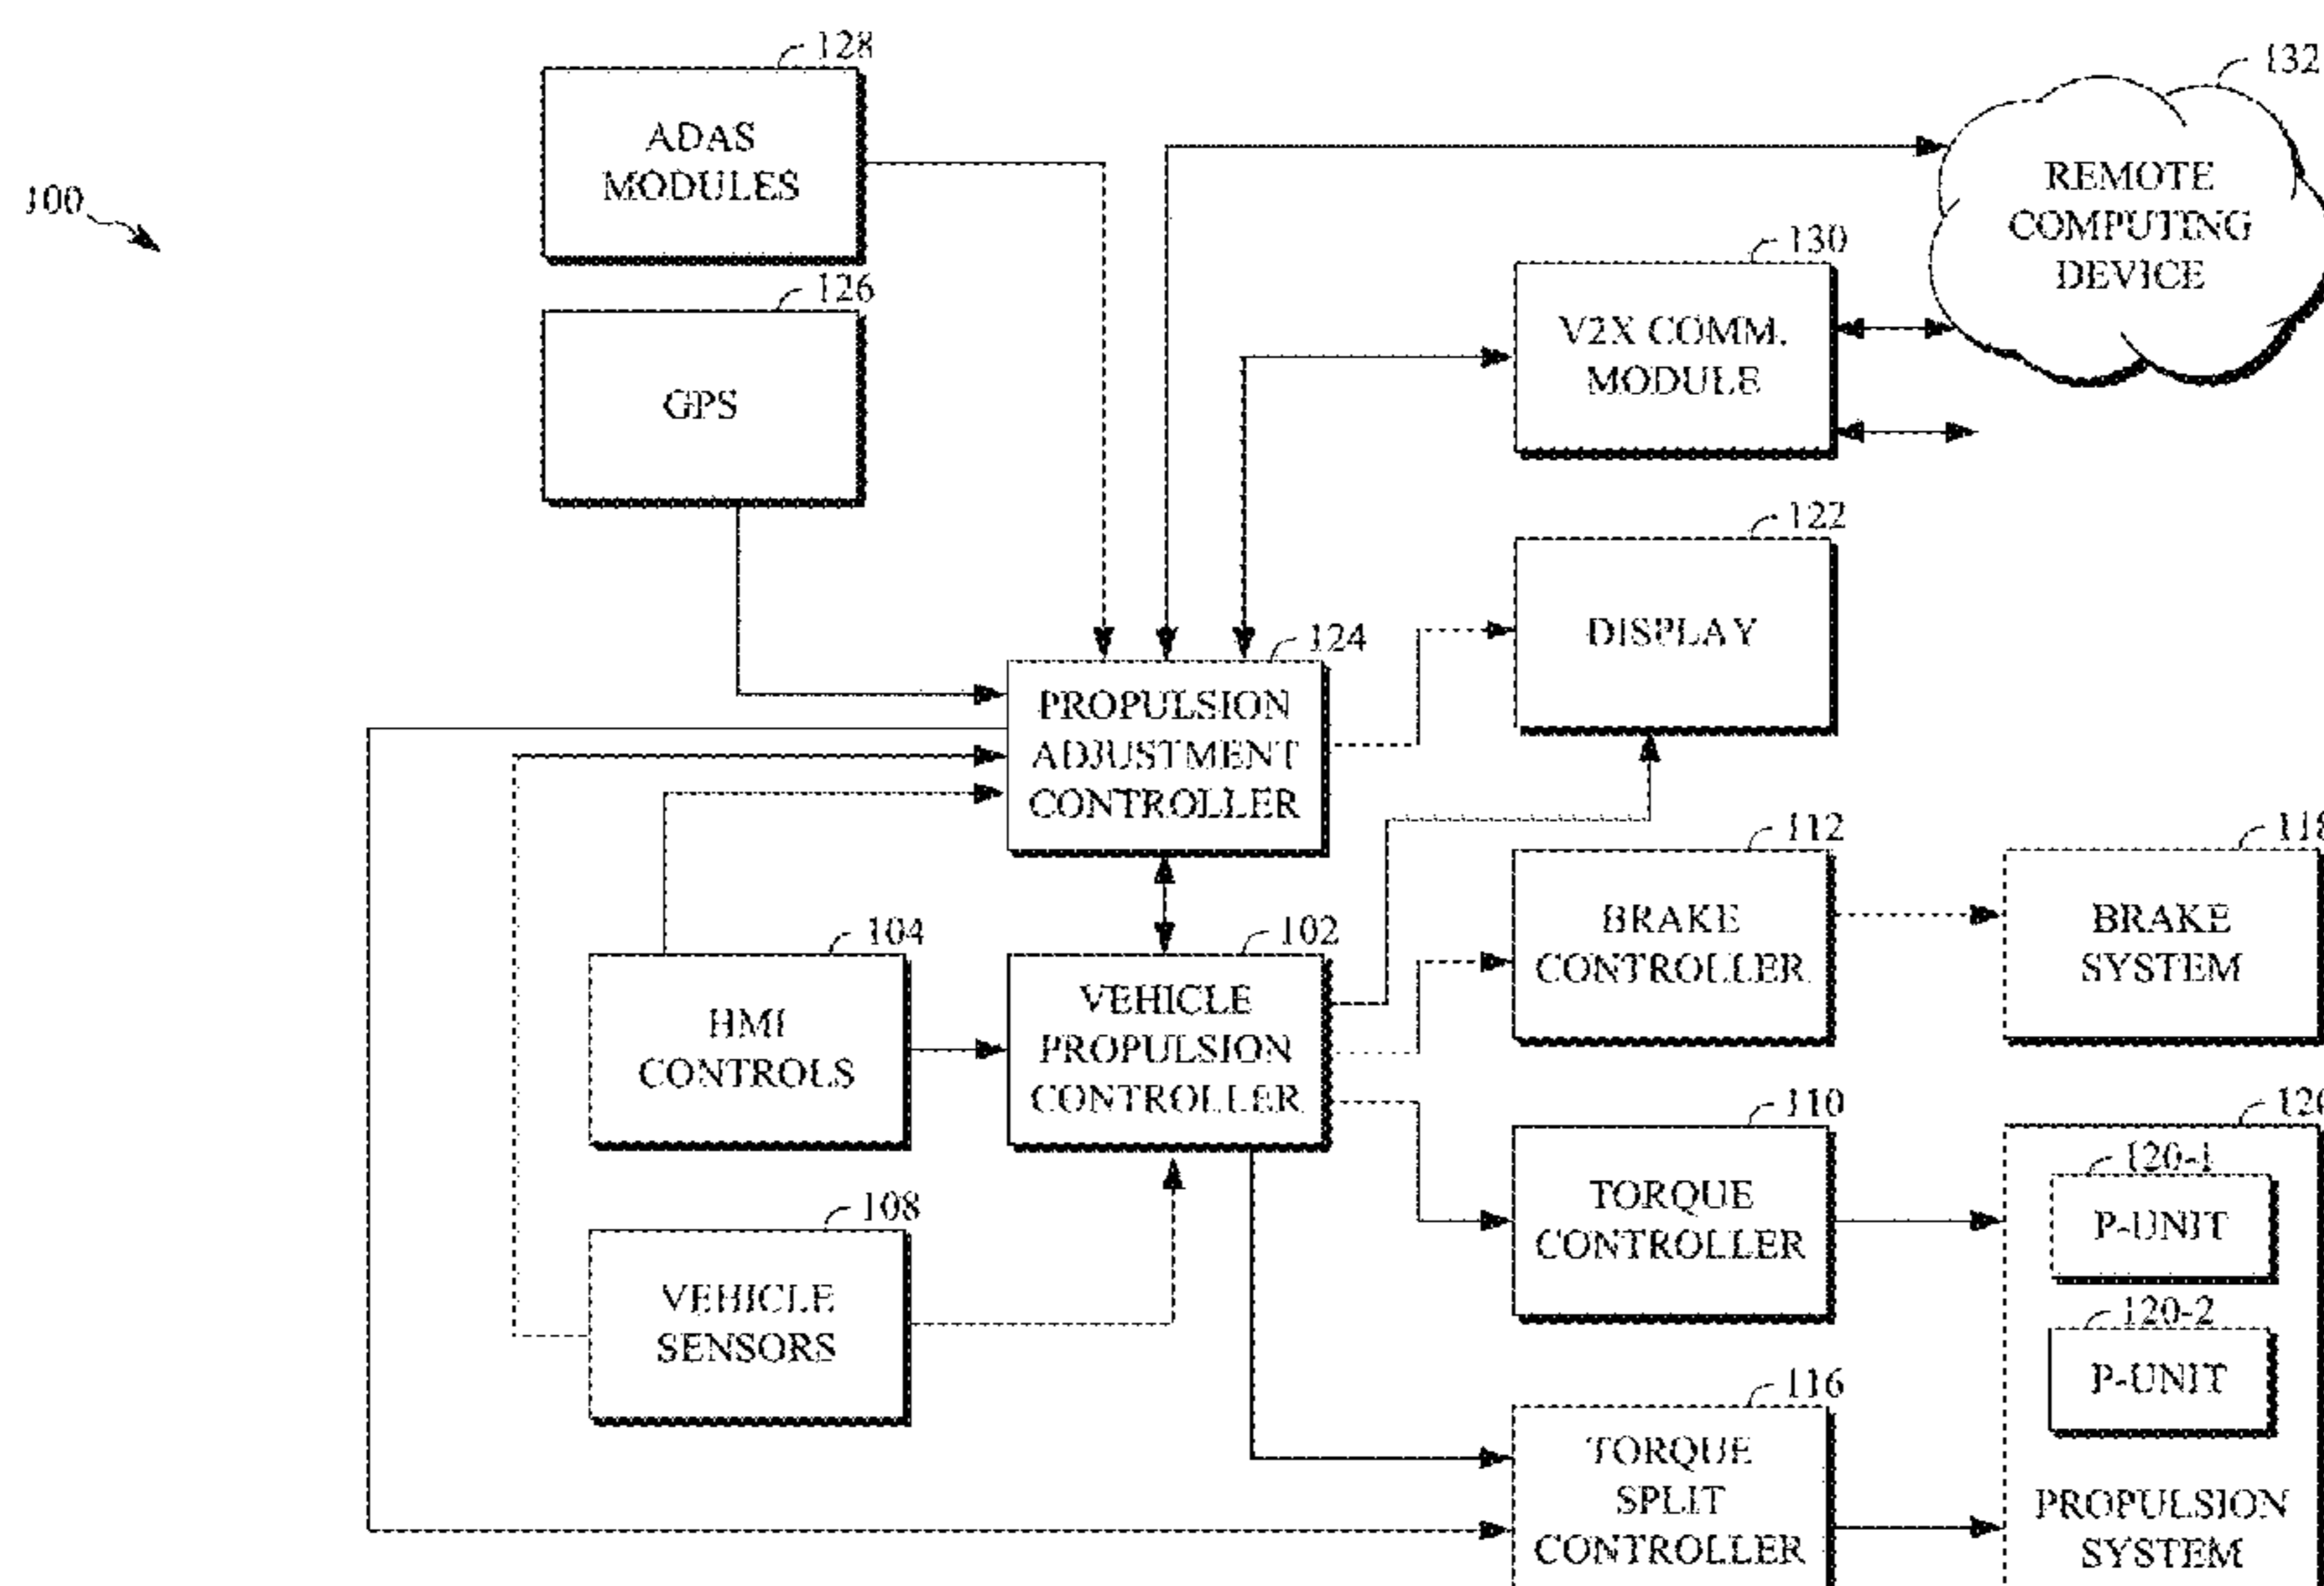 100
128
ADAS
MODULES
126
GPS
132
REMOTE
COMPUTING
DEVICE
130
V2X COMM.
MODULE
122
DISPLAY
124
PROPULSION
ADJUSTMENT
CONTROLLER
104
HMI
CONTROLS
102
VEHICLE
PROPULSION
CONTROLLER
112
BRAKE
CONTROLLER
118
BRAKE
SYSTEM
108
VEHICLE
SENSORS
110
TORQUE
CONTROLLER
120
120-1
P-UNIT
120-2
P-UNIT
PROPULSION
SYSTEM
116
TORQUE
SPLIT
CONTROLLER